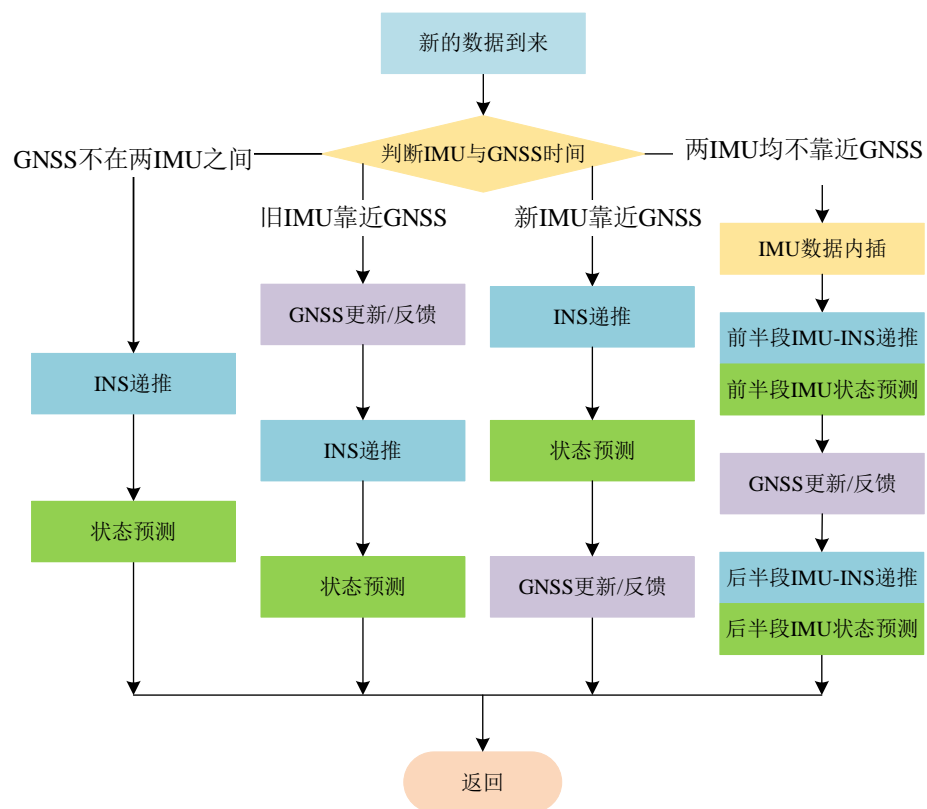 新的数据到来
判断IMU与GNSS时间
GNSS不在两IMU之间
两IMU均不靠近GNSS
旧IMU靠近GNSS
新IMU靠近GNSS
IMU数据内插
GNSS更新/反馈
INS递推
前半段IMU-INS递推
INS递推
前半段IMU状态预测
INS递推
状态预测
GNSS更新/反馈
状态预测
后半段IMU-INS递推
状态预测
GNSS更新/反馈
后半段IMU状态预测
返回